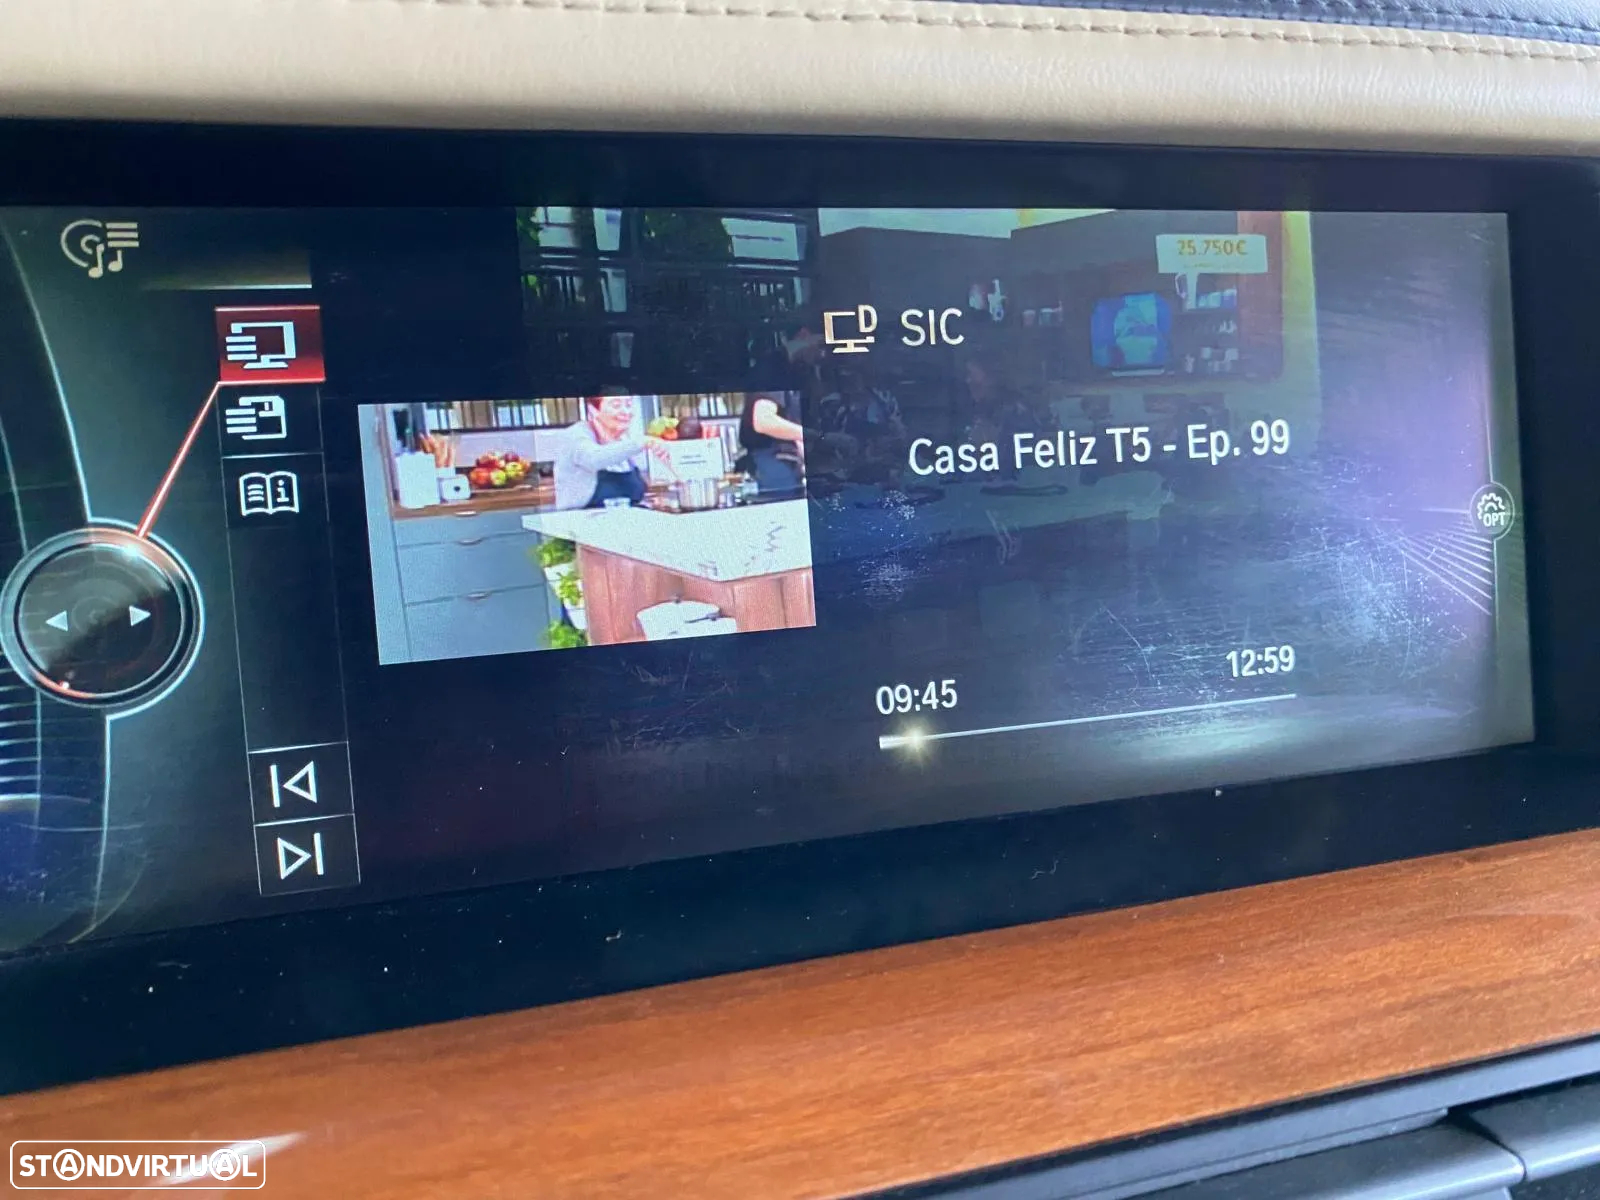 25.750€
SIC
Casa Feliz T5 - Ep. 99
OPT
09:45
12:59
STANDVIRTUAL